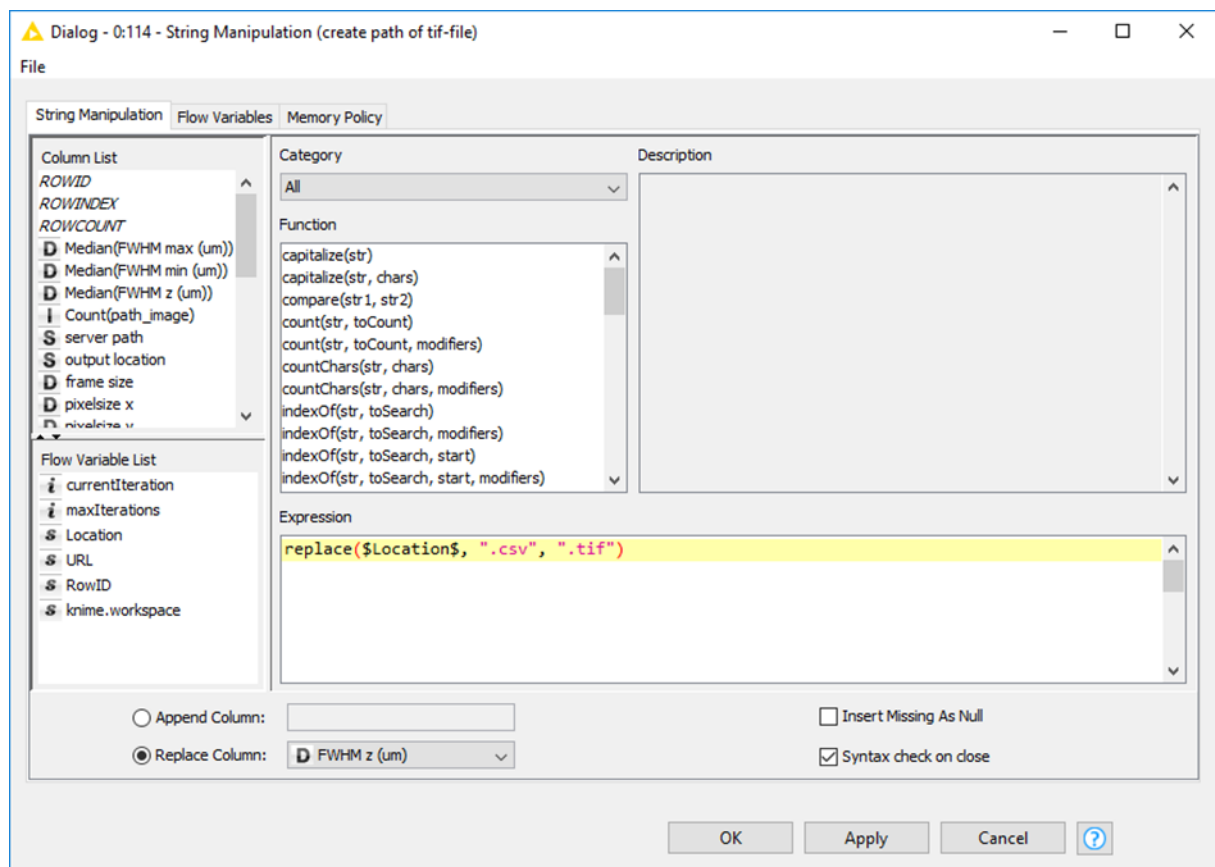 Dialog - 0:114 - String Manipulation (create path of tif-file)
File
String Manipulation Flow Variables Memory Policy
Column List
ROWID
ROWINDEX
ROWCOUNT
D Median(FWHM max (um))
D Median(FWHM min (um))
D Median(FWHM z (um))
I Count(path_image)
S server path
S output location
D frame size
D pixelsize x
D pixelsize y
Flow Variable List
i currentIteration
i maxIterations
s Location
s URL
s RowID
s knime.workspace
Category
All
Function
capitalize(str)
capitalize(str, chars)
compare(str1, str2)
count(str, toCount)
count(str, toCount, modifiers)
countChars(str, chars)
countChars(str, chars, modifiers)
indexOf(str, toSearch)
indexOf(str, toSearch, modifiers)
indexOf(str, toSearch, start)
indexOf(str, toSearch, start, modifiers)
Description
Expression
replace($Location$, ".csv", ".tif")
Append Column:
Replace Column: D FWHM z (um)
Insert Missing As Null
Syntax check on close
OK Apply Cancel ?